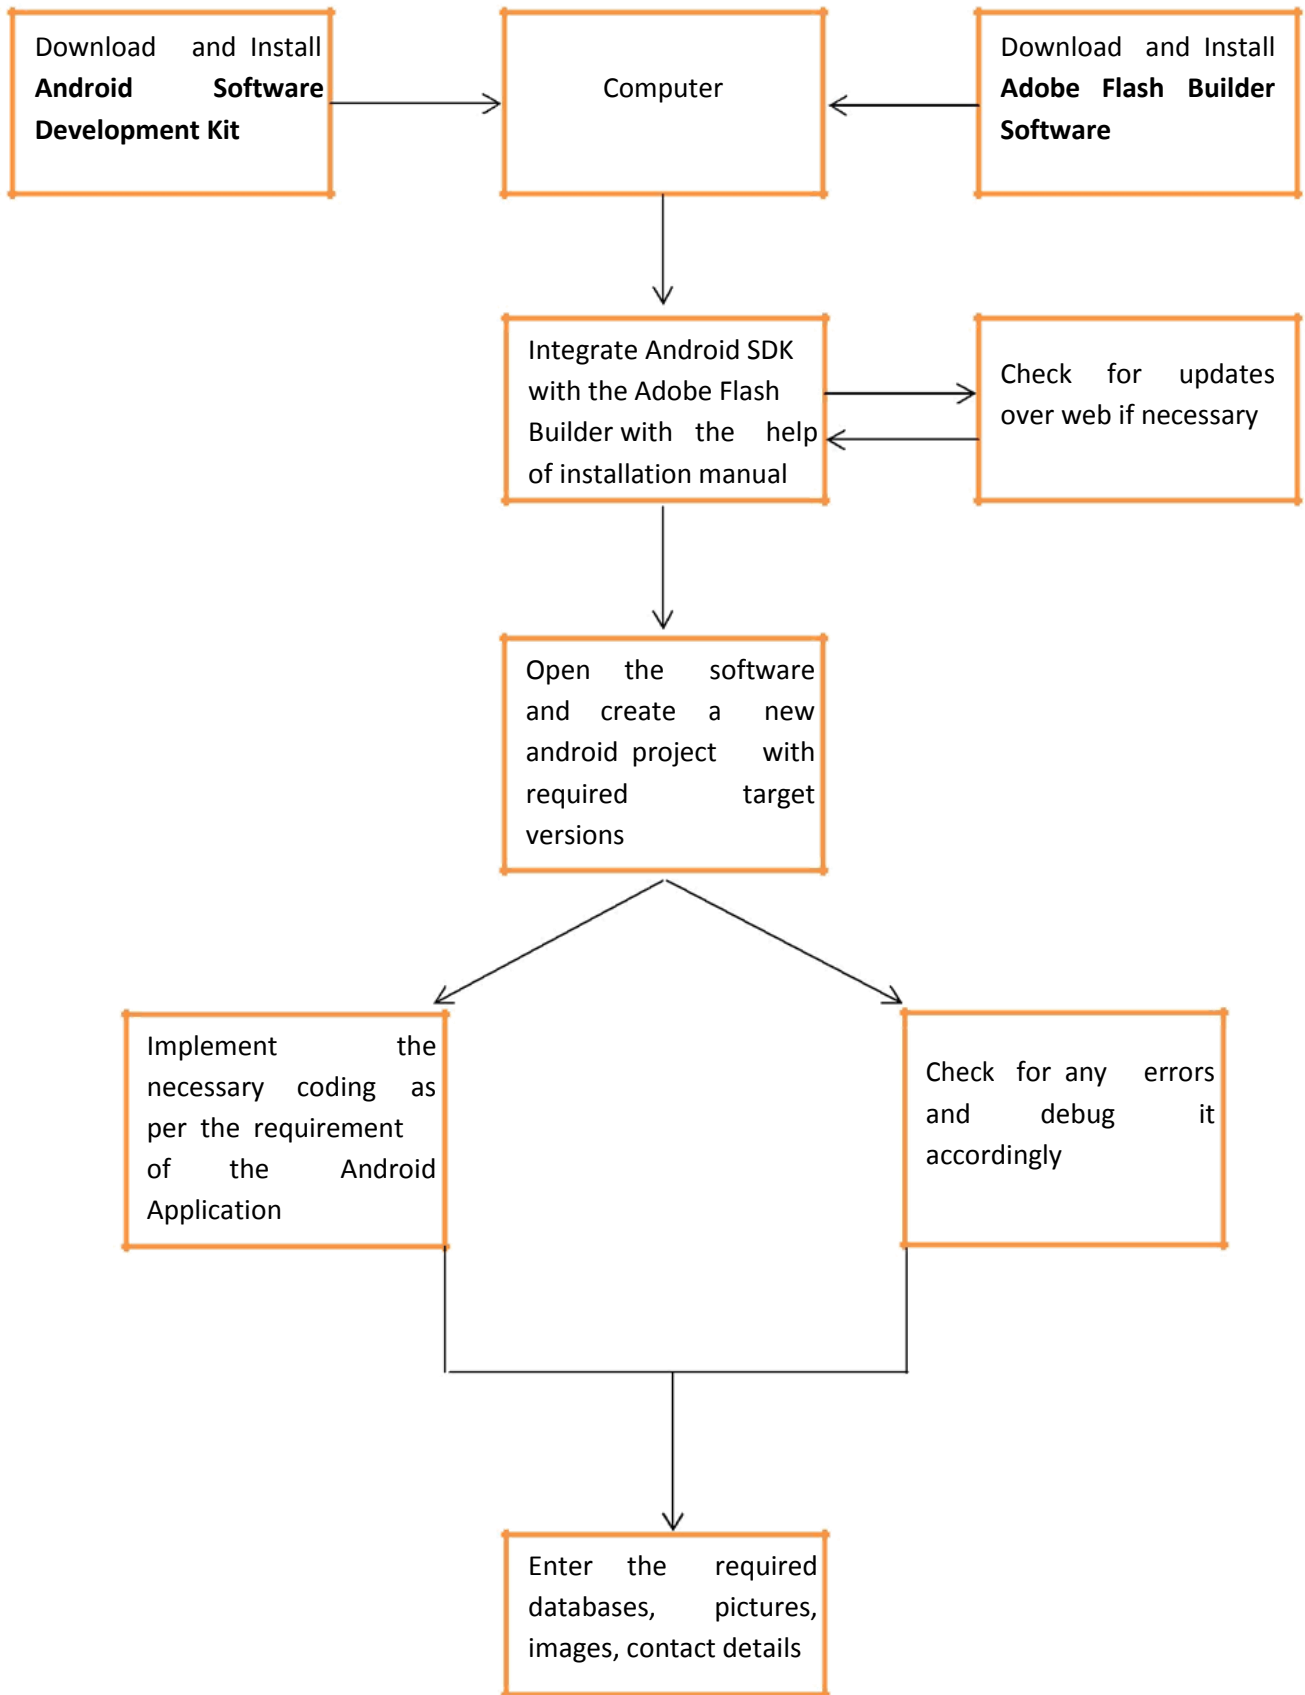 Download and Install
Android Software
Development Kit
Computer
Download and Install
Adobe Flash Builder
Software
Integrate Android SDK
with the Adobe Flash
Builder with the help
of installation manual
Check for updates
over web if necessary
Open the software
and create a new
android project with
required target
versions
Implement the
necessary coding as
per the requirement
of the Android
Application
Check for any errors
and debug it
accordingly
Enter the required
databases, pictures,
images, contact details